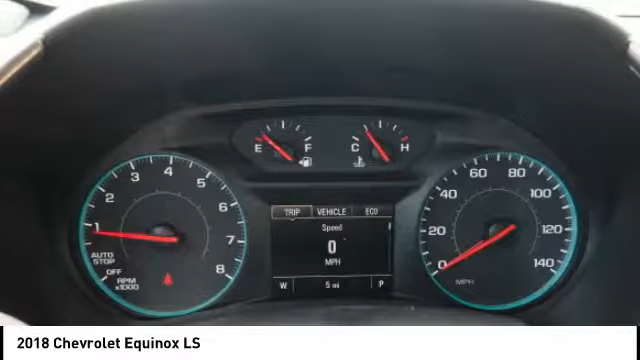 E F C H
1 2 3 4 5 6 7 8
AUTO
STOP
OFF
RPM
x1000
TRIP VEHICLE ECO
Speed
0
MPH
W 5 mi P
0 20 40 60 80 100 120 140
MPH
2018 Chevrolet Equinox LS